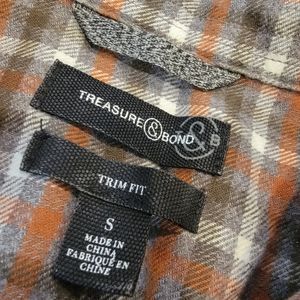 TREASURE & BOND
T & B
TRIM FIT
S
MADE IN
CHINA
FABRIQUÉ EN
CHINE